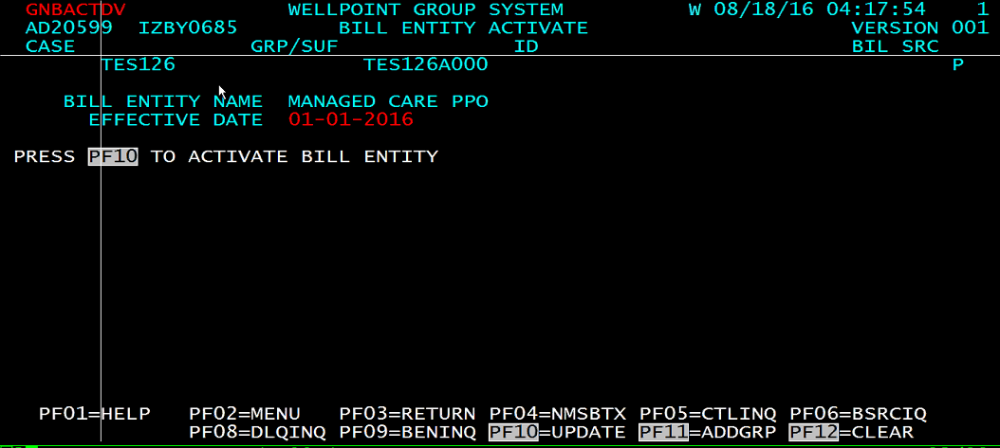 GNBACTDV WELLPOINT GROUP SYSTEM W 08/18/16 04:17:54 1
AD20599 IZBY0685 BILL ENTITY ACTIVATE VERSION 001
CASE GRP/SUF ID BIL SRC
TES126 TES126A000 P
BILL ENTITY NAME MANAGED CARE PPO
EFFECTIVE DATE 01-01-2016
PRESS PF10 TO ACTIVATE BILL ENTITY
PF01=HELP PF02=MENU PF03=RETURN PF04=NMSBTX PF05=CTLINQ PF06=BSRCIQ
PF08=DLQINQ PF09=BENINQ PF10=UPDATE PF11=ADDGRP PF12=CLEAR